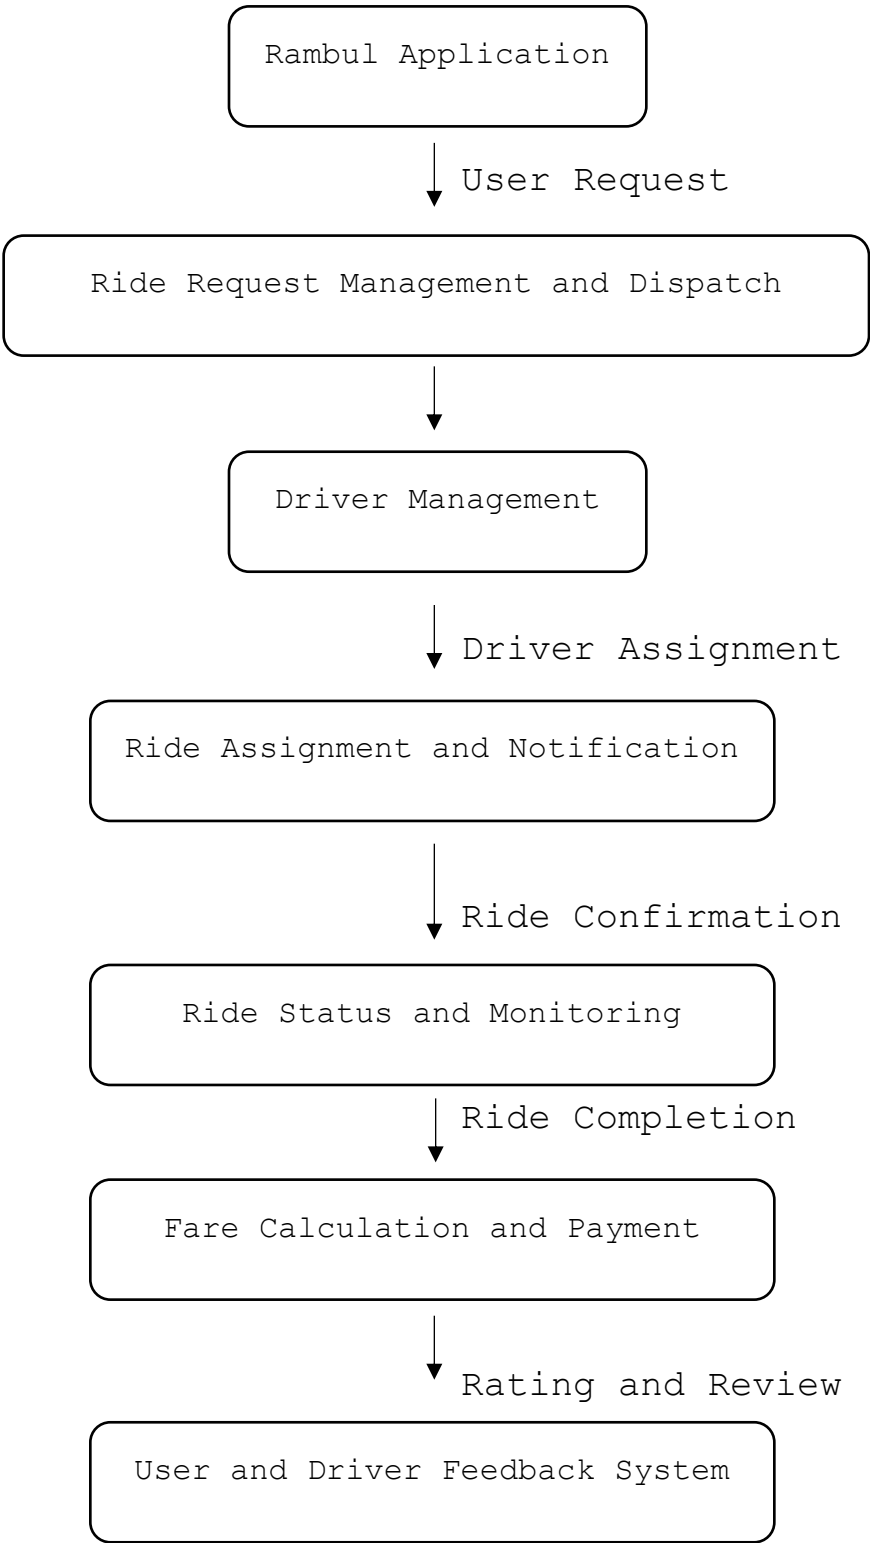 Rambul Application
User Request
Ride Request Management and Dispatch
Driver Management
Driver Assignment
Ride Assignment and Notification
Ride Confirmation
Ride Status and Monitoring
Ride Completion
Fare Calculation and Payment
Rating and Review
User and Driver Feedback System